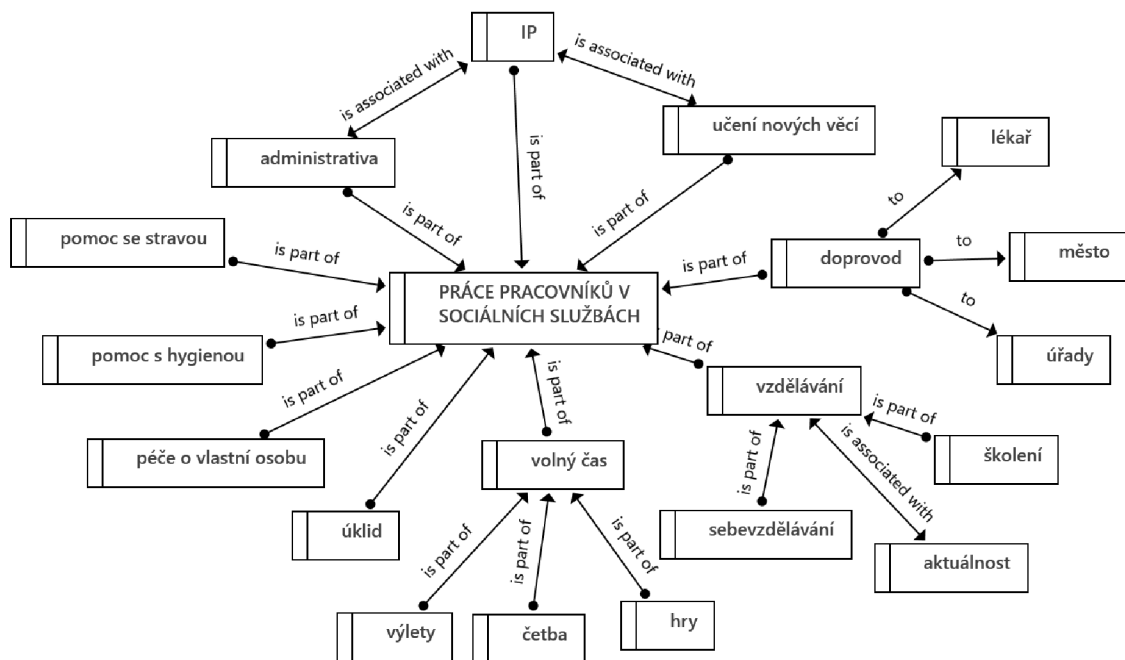 IP
is associated with
is associated with
učení nových věcí
administrativa
lékař
is part of
is part of
is part of
to
pomoc se stravou
is part of
doprovod
to
město
is part of
PRÁCE PRACOVNÍKŮ V
SOCIÁLNÍCH SLUŽBÁCH
to
is part of
pomoc s hygienou
úřady
is part of
is part of
vzdělávání
is part of
is part of
is part of
péče o vlastní osobu
volný čas
is part of
is associated with
školení
úklid
sebevzdělávání
aktuálnost
is part of
is part of
is part of
výlety
četba
hry